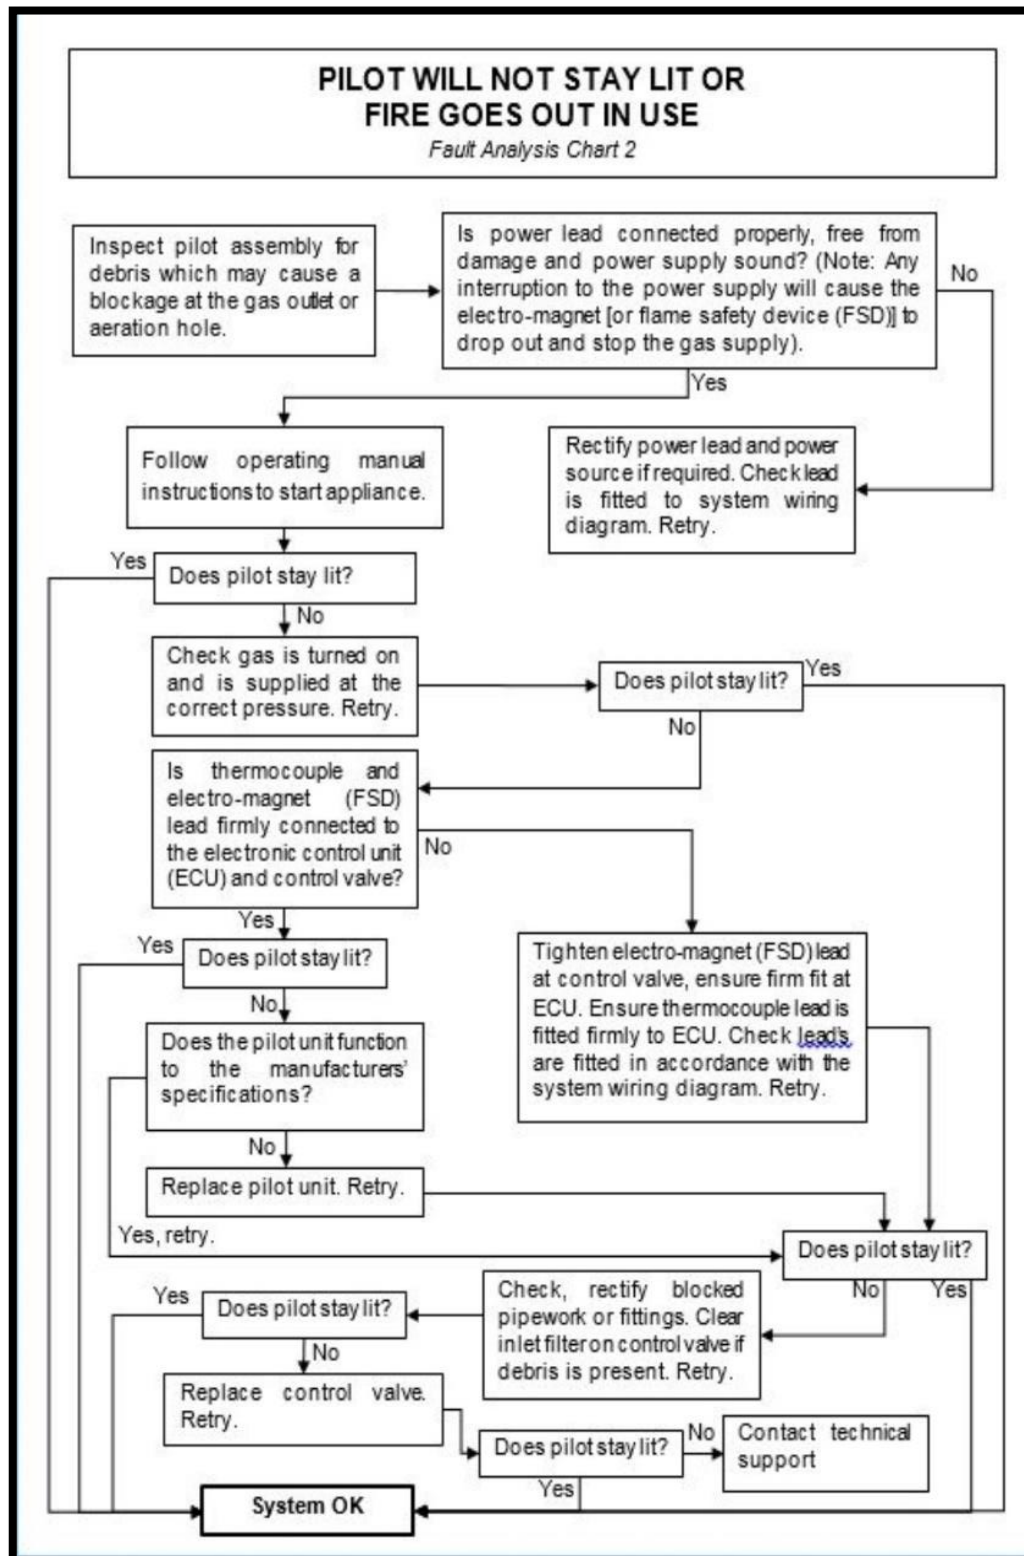 PILOT WILL NOT STAY LIT OR
FIRE GOES OUT IN USE
Fault Analysis Chart 2
Inspect pilot assembly for
debris which may cause a
blockage at the gas outlet or
aeration hole.
Is power lead connected properly, free from
damage and power supply sound? (Note: Any
interruption to the power supply will cause the
electro-magnet [or flame safety device (FSD)] to
drop out and stop the gas supply).
No
Yes
Follow operating manual
instructions to start appliance.
Rectify power lead and power
source if required. Check lead
is fitted to system wiring
diagram. Retry.
Yes
Does pilot stay lit?
No
Check gas is turned on
and is supplied at the
correct pressure. Retry.
Does pilot stay lit?
Yes
No
Is thermocouple and
electro-magnet (FSD)
lead firmly connected to
the electronic control unit
(ECU) and control valve?
No
Yes
Yes
Does pilot stay lit?
No
Tighten electro-magnet (FSD) lead
at control valve, ensure firm fit at
ECU. Ensure thermocouple lead is
fitted firmly to ECU. Check lead's
are fitted in accordance with the
system wiring diagram. Retry.
Does the pilot unit function
to the manufacturers'
specifications?
No
Replace pilot unit. Retry.
Yes, retry.
Does pilot stay lit?
No
Yes
Check, rectify blocked
pipework or fittings. Clear
inlet filter on control valve if
debris is present. Retry.
Yes
Does pilot stay lit?
No
Replace control valve.
Retry.
Does pilot stay lit?
No
Contact technical
support
Yes
System OK